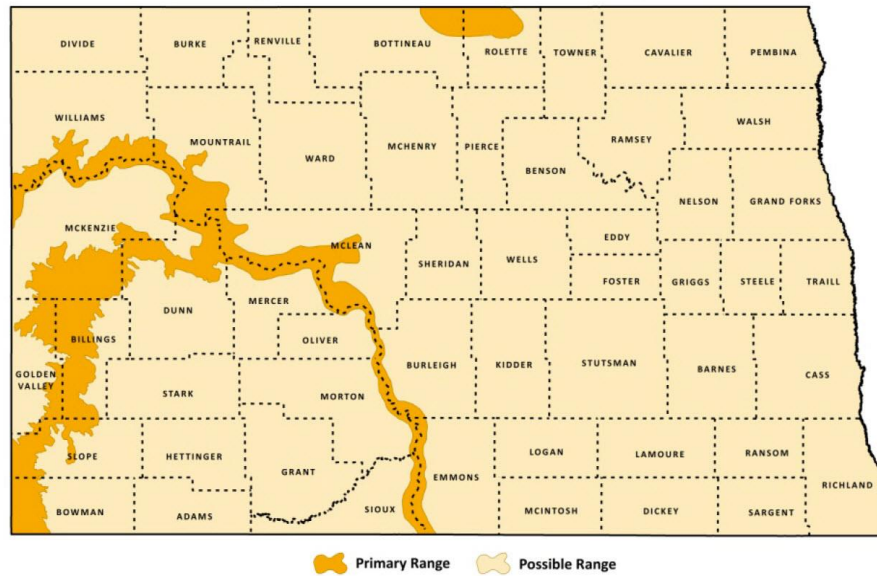 DIVIDE
BURKE
RENVILLE
BOTTINEAU
ROLETTE
TOWNER
CAVALIER
PEMBINA
WILLIAMS
MOUNTRAIL
WARD
MCHENRY
PIERCE
BENSON
RAMSEY
WALSH
NELSON
GRAND FORKS
MCKENZIE
MCLEAN
SHERIDAN
WELLS
EDDY
FOSTER
GRIGGS
STEELE
TRAILL
DUNN
MERCER
OLIVER
BILLINGS
GOLDEN
VALLEY
STARK
MORTON
BURLEIGH
KIDDER
STUTSMAN
BARNES
CASS
SLOPE
HETTINGER
GRANT
EMMONS
LOGAN
LAMOURE
RANSOM
RICHLAND
BOWMAN
ADAMS
SIOUX
MCINTOSH
DICKEY
SARGENT
Primary Range
Possible Range